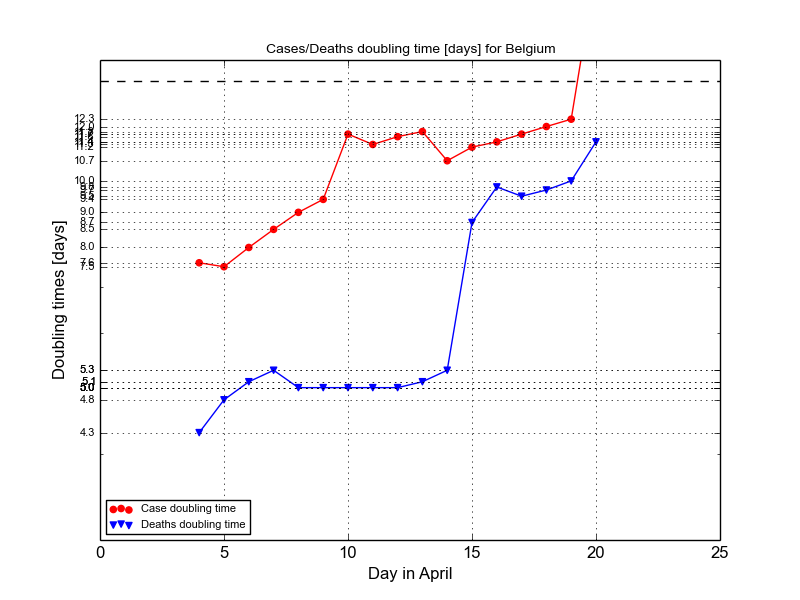 Cases/Deaths doubling time [days] for Belgium
Doubling times [days]
12.3
12.0
11.2
10.7
10.0
9.4
9.0
8.7
8.5
8.0
7.6
7.5
5.3
5.1
5.0
4.8
4.3
Case doubling time
Deaths doubling time
0 5 10 15 20 25
Day in April